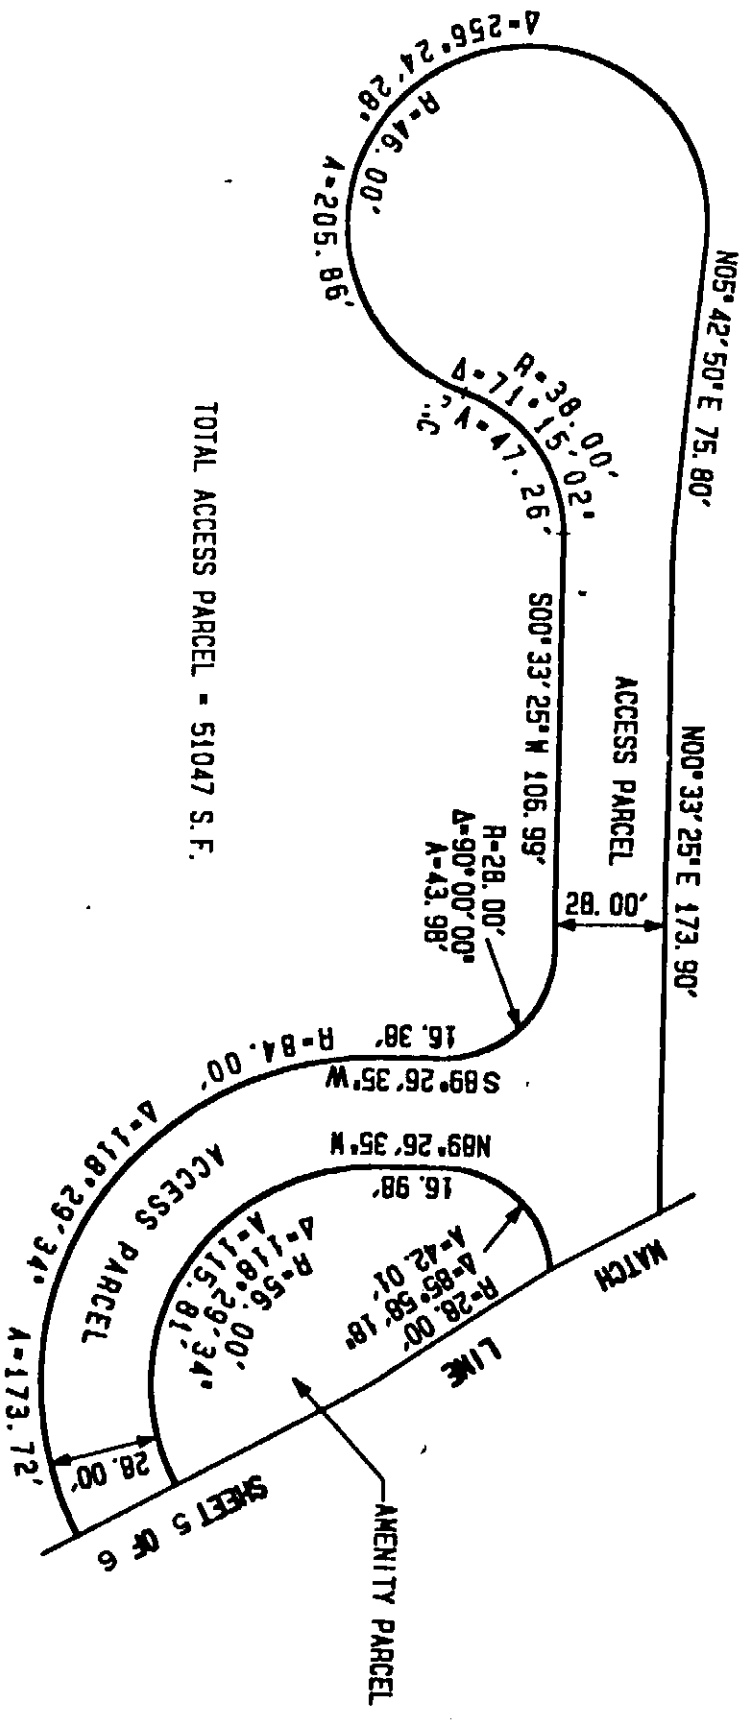 Δ=256°24'28"
R=46.00'
A=205.86'
N05°42'50"E 75.80'
R=38.00'
Δ=71°15'02"
A=47.26'
TOTAL ACCESS PARCEL = 51047 S.F.
S00°33'25"W 106.99'
ACCESS PARCEL
N00°33'25"E 173.90'
28.00'
R=28.00'
Δ=90°00'00"
A=43.98'
16.38'
S89°26'35"W
R=84.00'
Δ=118°29'34"
A=173.72'
ACCESS PARCEL
N89°26'35"W
16.98'
R=56.00'
Δ=118°29'34"
A=115.81'
R=28.00'
Δ=85°58'18"
A=42.01'
28.00'
MATCH LINE SHEET 5 OF 6
AMENITY PARCEL